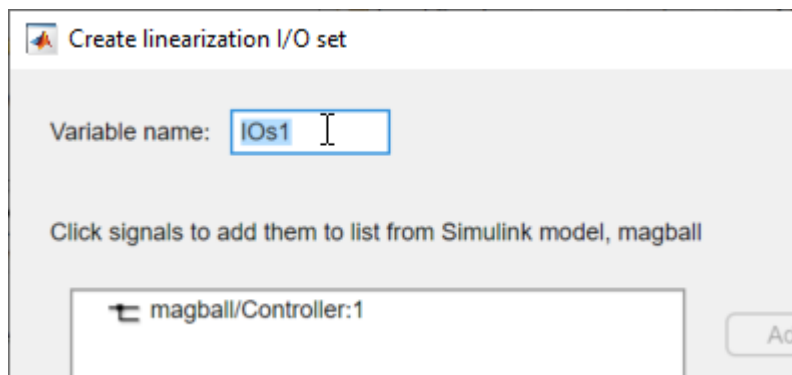 Create linearization I/O set
Variable name: IOs1
Click signals to add them to list from Simulink model, magball
magball/Controller:1